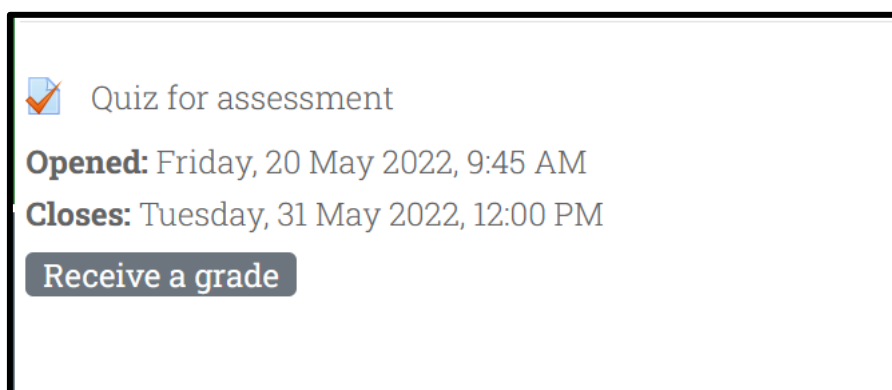 Quiz for assessment
Opened: Friday, 20 May 2022, 9:45 AM
Closes: Tuesday, 31 May 2022, 12:00 PM
Receive a grade